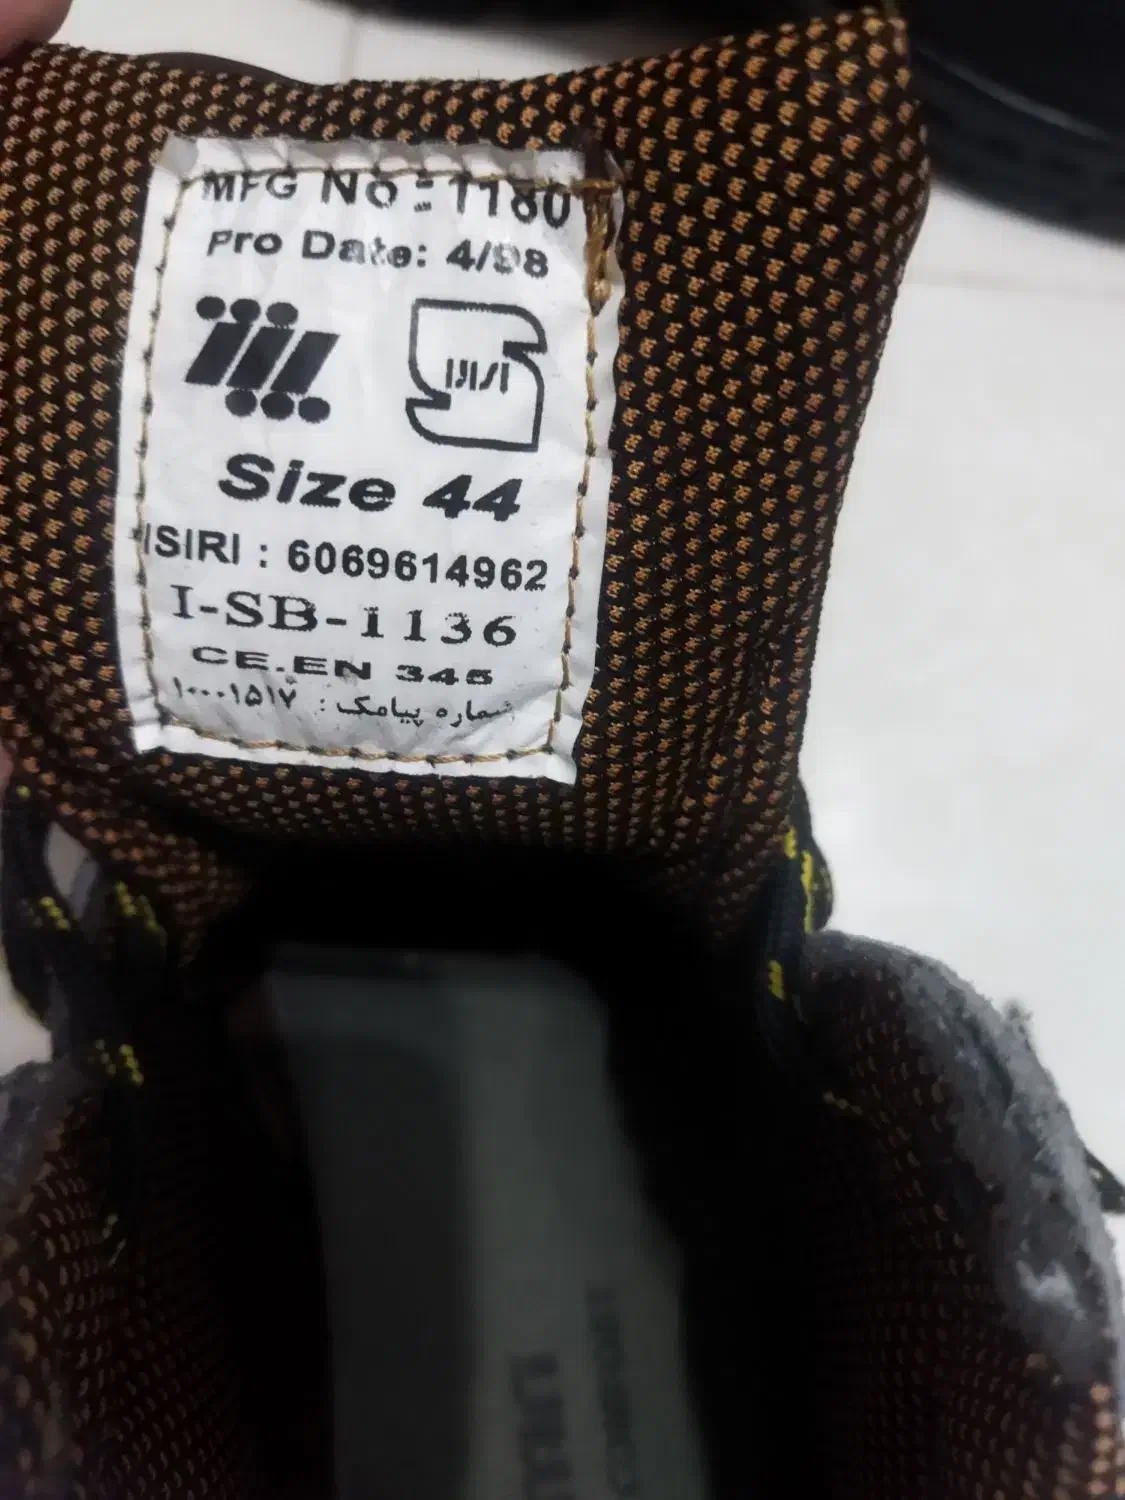 MFG No : 1180
Pro Date: 4/98
Size 44
ISIRI : 6069614962
I-SB-1136
CE.EN 345
شماره پیامک : ۱۰۰۰۱۵۱۷